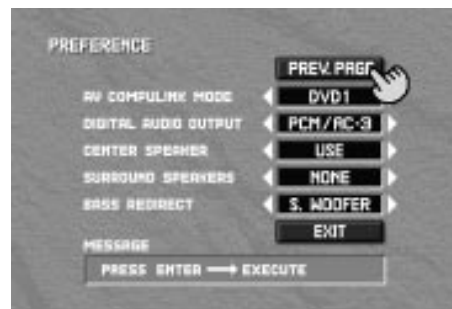 PREFERENCE
PREV. PAGE
AV COMPULINK MODE DVD1
DIGITAL AUDIO OUTPUT PCM/AC-3
CENTER SPEAKER USE
SURROUND SPEAKERS NONE
BASS REDIRECT S. WOOFER
EXIT
MESSAGE
PRESS ENTER → EXECUTE